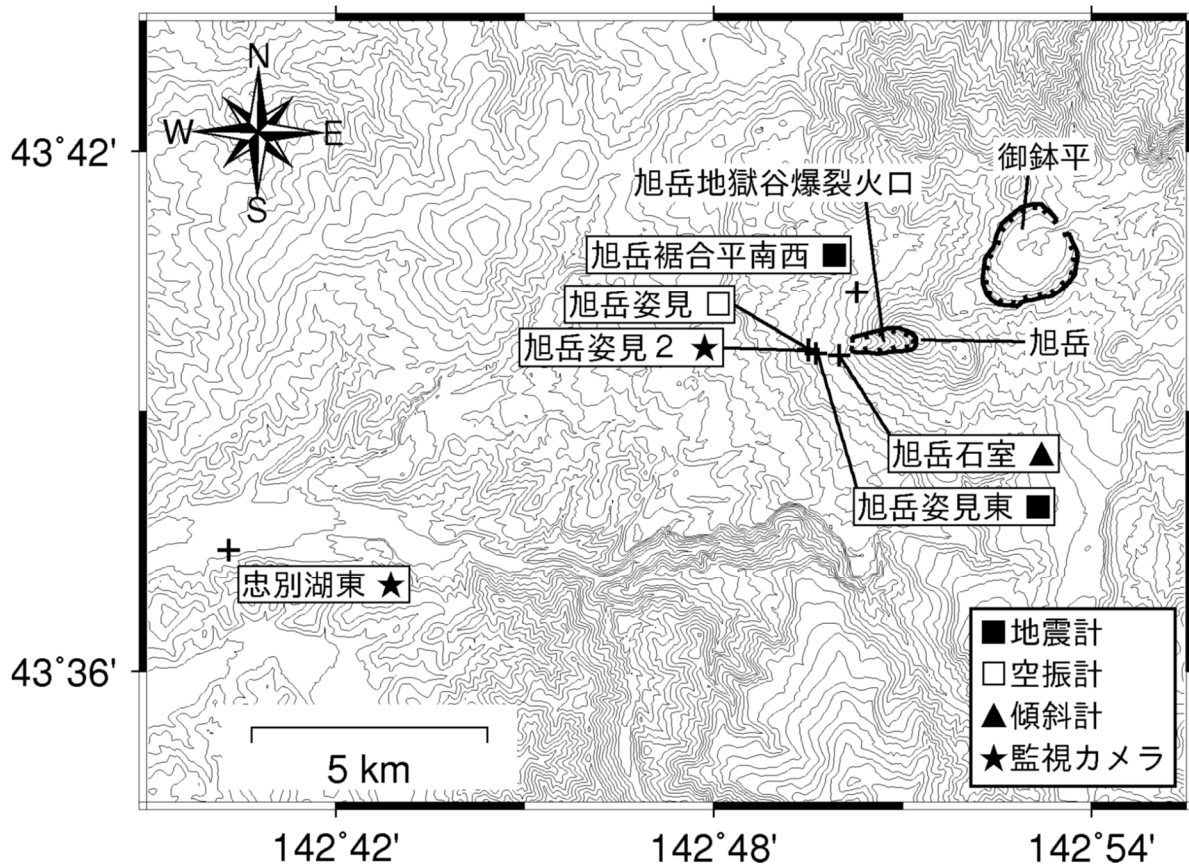 N
W E
S
43°42'
御鉢平
旭岳地獄谷爆裂火口
旭岳裾合平南西 ■
旭岳姿見 □
旭岳姿見2 ★
旭岳
旭岳石室 ▲
旭岳姿見東 ■
忠別湖東 ★
43°36'
■地震計
□空振計
▲傾斜計
★監視カメラ
5 km
142°42' 142°48' 142°54'